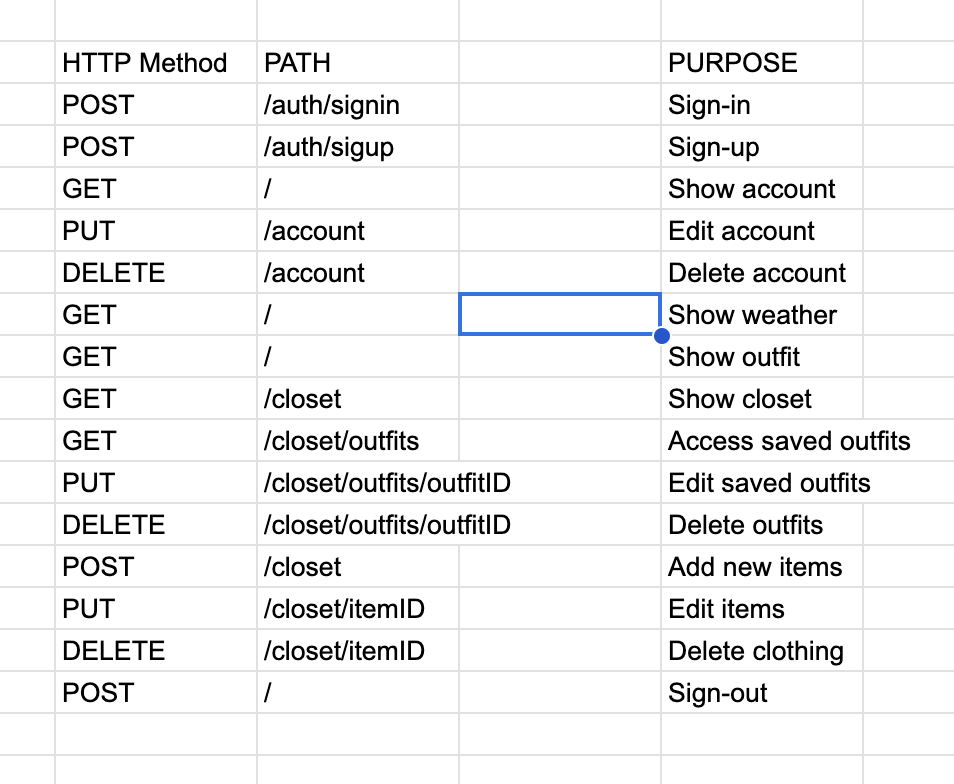 HTTP Method PATH PURPOSE
POST /auth/signin Sign-in
POST /auth/sigup Sign-up
GET / Show account
PUT /account Edit account
DELETE /account Delete account
GET / Show weather
GET / Show outfit
GET /closet Show closet
GET /closet/outfits Access saved outfits
PUT /closet/outfits/outfitID Edit saved outfits
DELETE /closet/outfits/outfitID Delete outfits
POST /closet Add new items
PUT /closet/itemID Edit items
DELETE /closet/itemID Delete clothing
POST / Sign-out